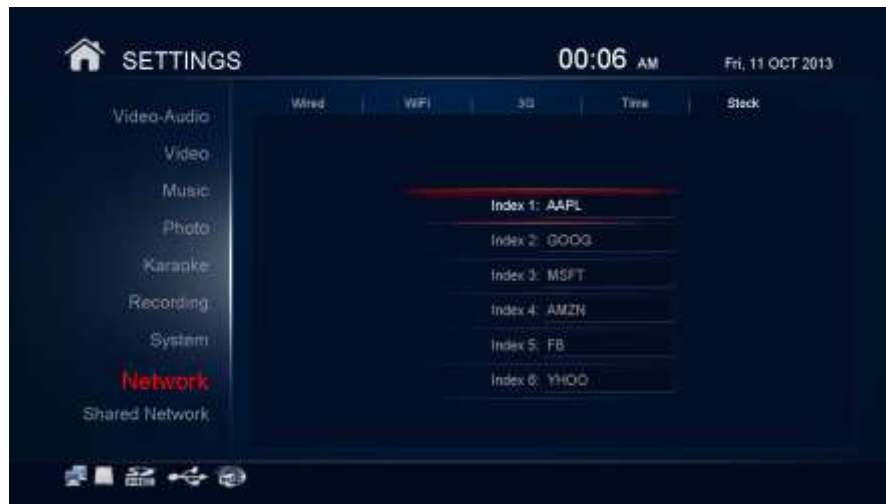 SETTINGS
00:06 AM
Fri, 11 OCT 2013
Wired
WiFi
3G
Time
Stock
Video-Audio
Video
Music
Photo
Karaoke
Recording
System
Network
Shared Network
Index 1: AAPL
Index 2: GOOG
Index 3: MSFT
Index 4: AMZN
Index 5: FB
Index 6: YHOO